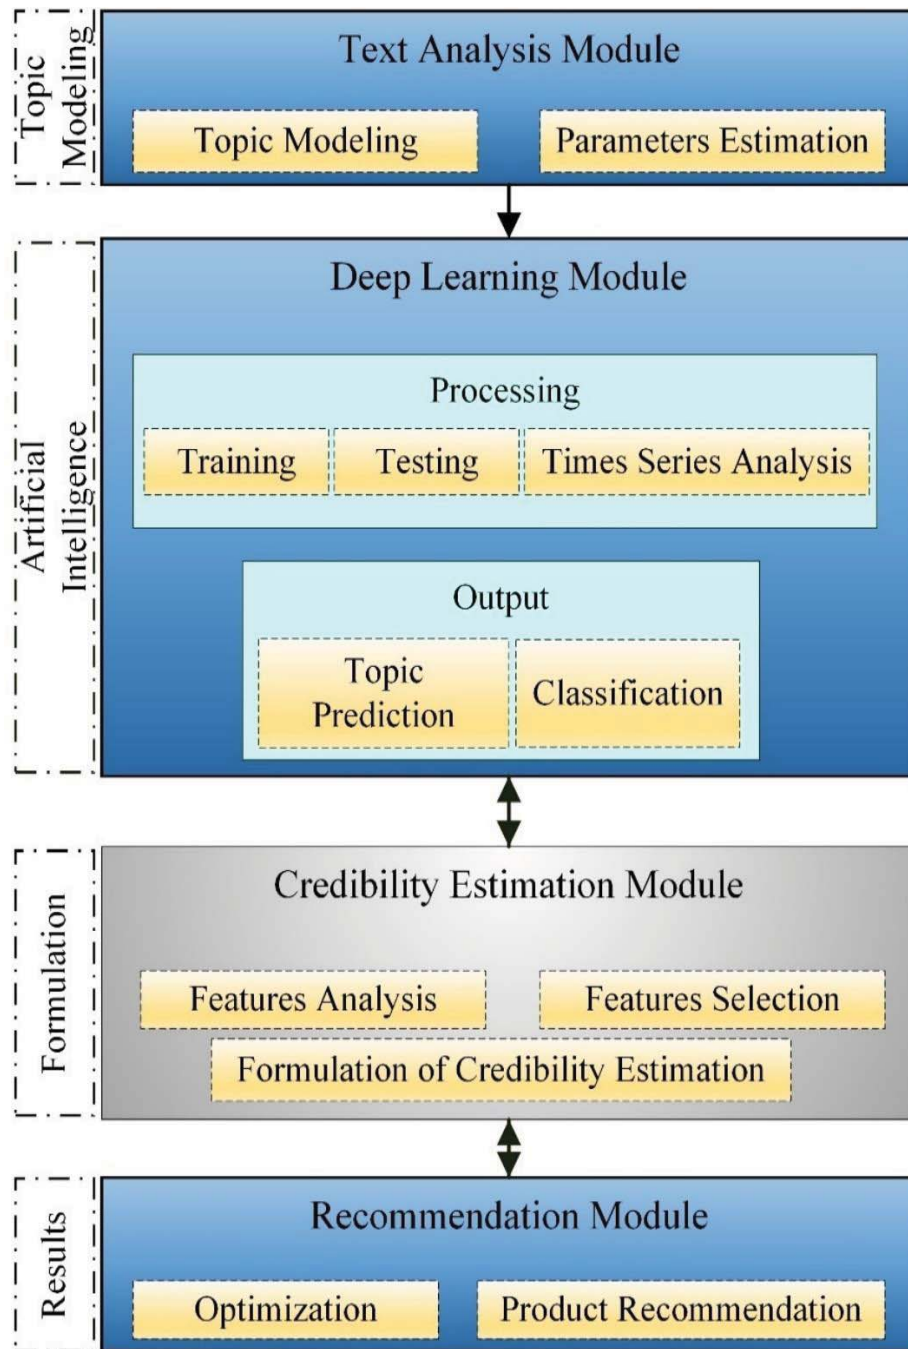 Topic
Modeling
Text Analysis Module
Topic Modeling
Parameters Estimation
Artificial
Intelligence
Deep Learning Module
Processing
Training
Testing
Times Series Analysis
Output
Topic
Prediction
Classification
Formulation
Credibility Estimation Module
Features Analysis
Features Selection
Formulation of Credibility Estimation
Results
Recommendation Module
Optimization
Product Recommendation